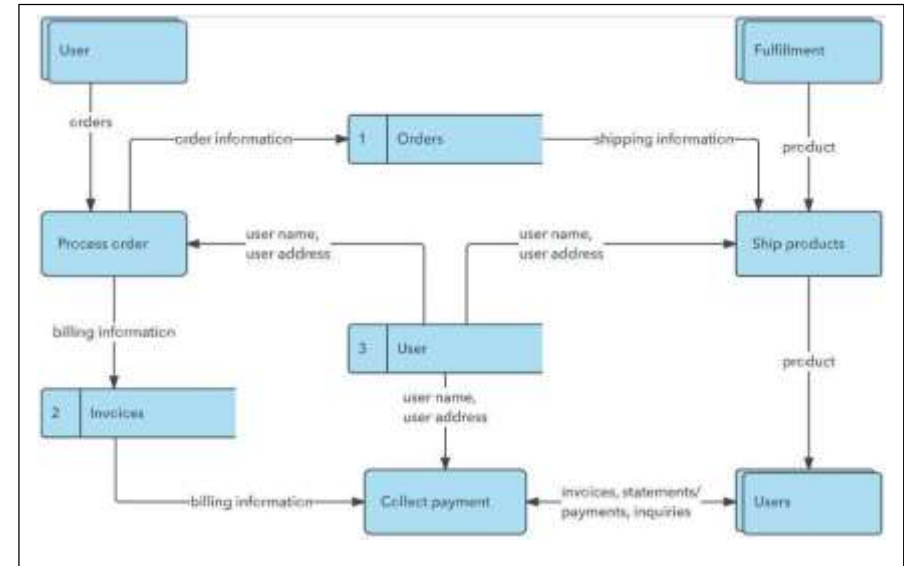 User
Fulfillment
orders
order information
1 Orders
shipping information
product
Process order
user name,
user address
user name,
user address
Ship products
billing information
3 User
product
2 Invoices
user name,
user address
billing information
Collect payment
invoices, statements/
payments, inquiries
Users